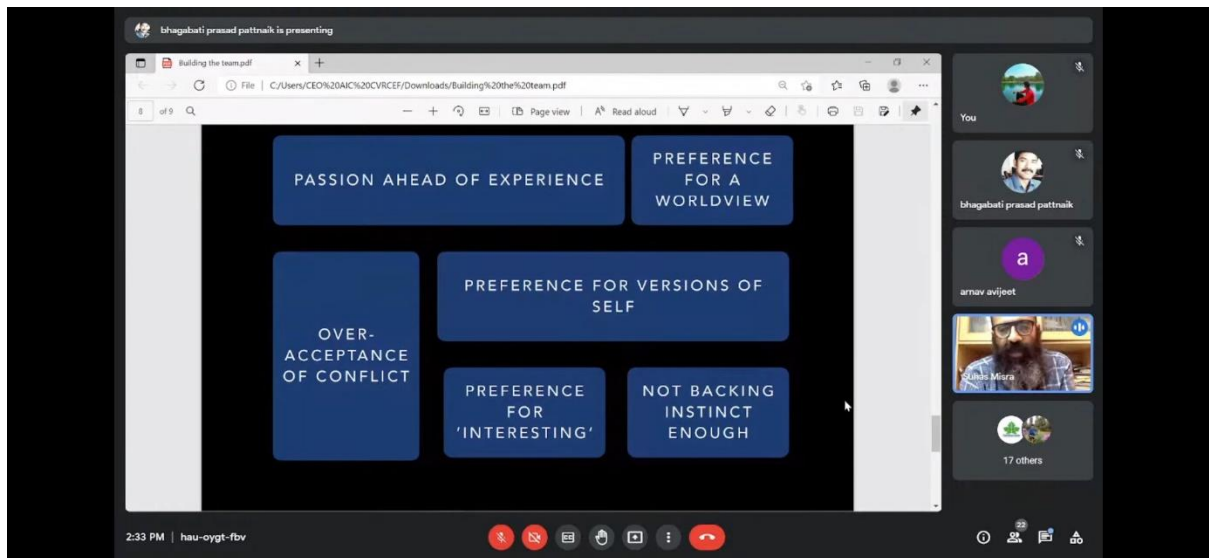 bhagabati prasad pattnaik is presenting
Building the team.pdf
File | C:/Users/CEO%20AIC%20CVRCEF/Downloads/Building%20the%20team.pdf
8 of 9
Page view | Read aloud
PASSION AHEAD OF EXPERIENCE
PREFERENCE
FOR A
WORLDVIEW
OVER-
ACCEPTANCE
OF CONFLICT
PREFERENCE FOR VERSIONS OF
SELF
PREFERENCE
FOR
'INTERESTING'
NOT BACKING
INSTINCT
ENOUGH
You
bhagabati prasad pattnaik
a
arnav avijeet
Suhas Misra
17 others
2:33 PM | hau-oygt-fbv
22